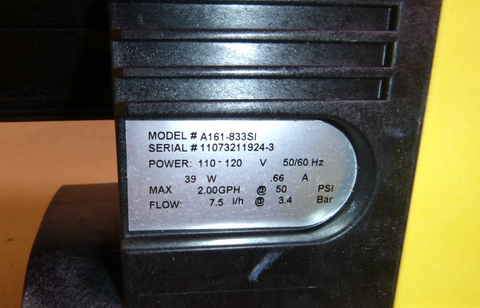 MODEL # A161-833SI
SERIAL # 11073211924-3
POWER: 110-120 V 50/60 Hz
39 W .66 A
MAX 2.00GPH @ 50 PSI
FLOW: 7.5 l/h @ 3.4 Bar